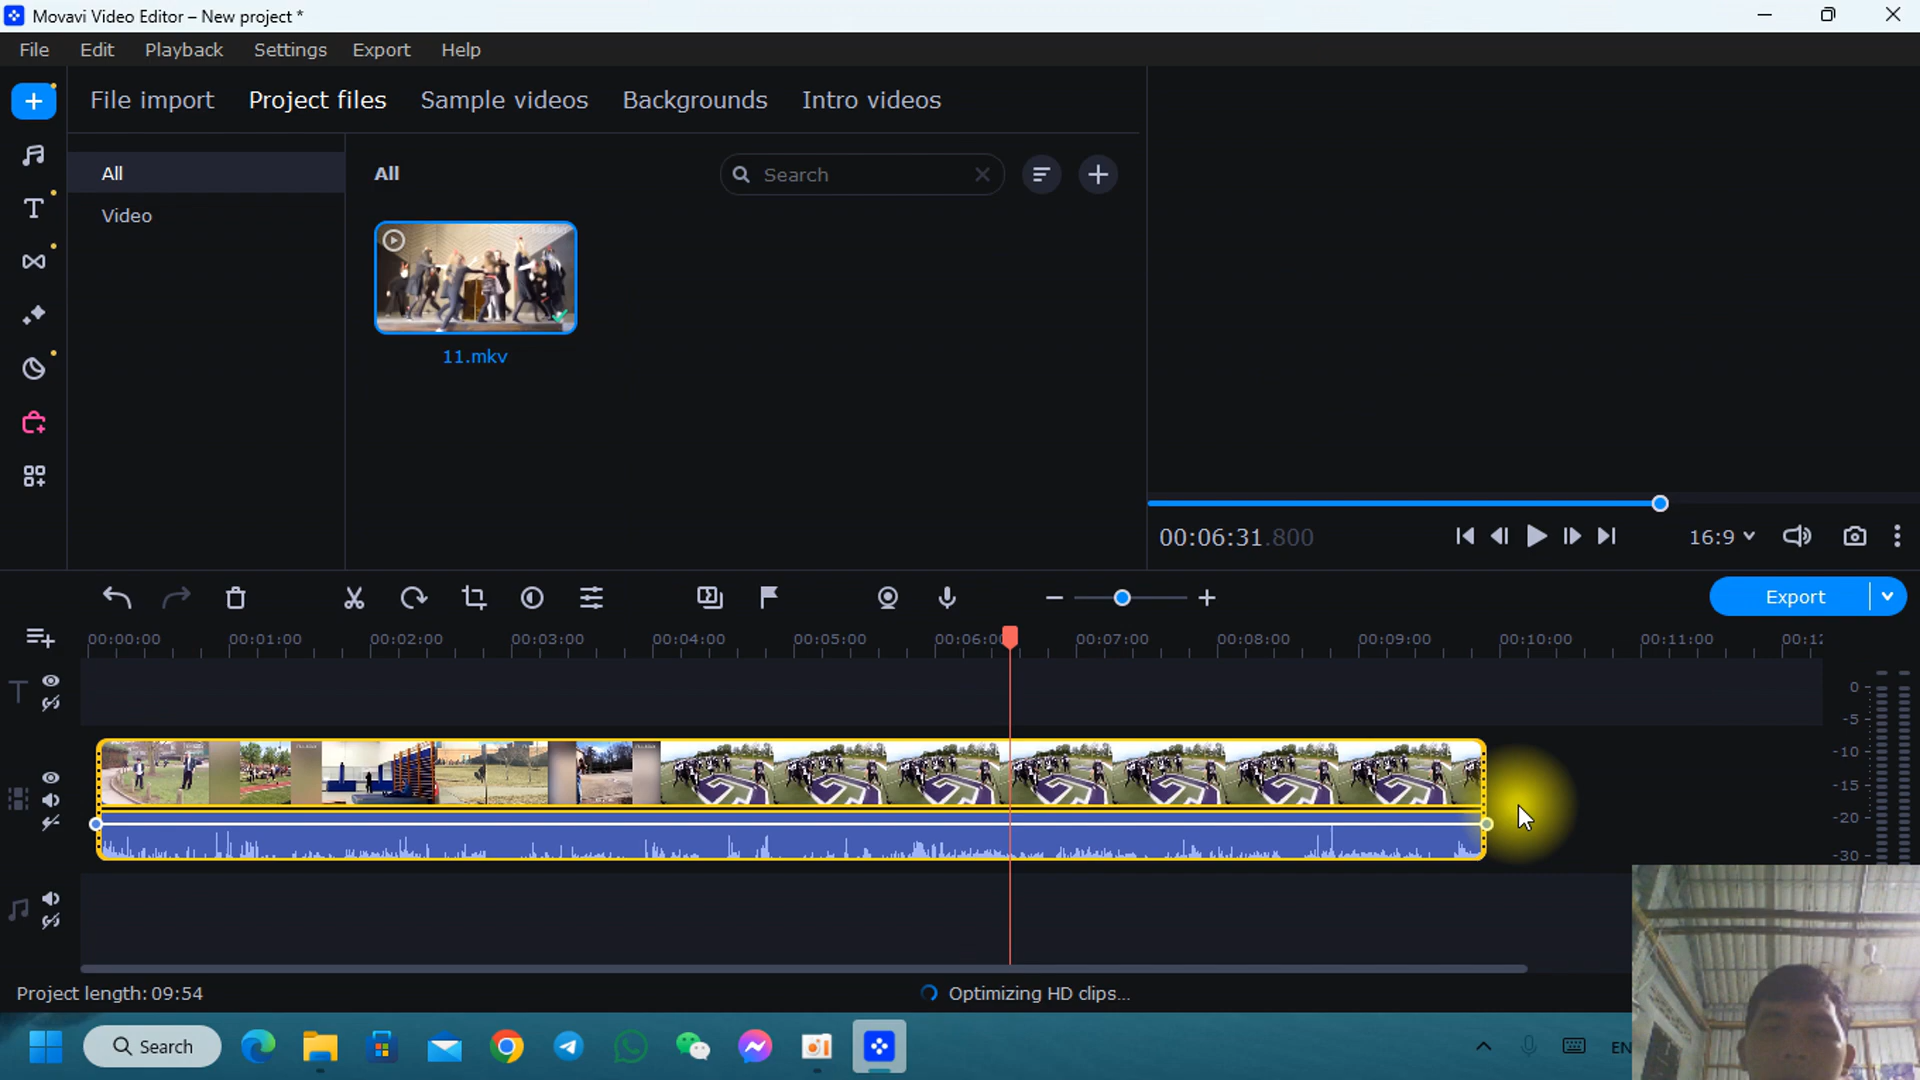 Movavi Video Editor – New project *
File Edit Playback Settings Export Help
File import Project files Sample videos Backgrounds Intro videos
All
Video
All
Search
11.mkv
00:06:31.800
16:9
Export
00:00:00 00:01:00 00:02:00 00:03:00 00:04:00 00:05:00 00:06:00 00:07:00 00:08:00 00:09:00 00:10:00 00:11:00 00:12:
0
-5
-10
-15
-20
-30
Project length: 09:54
Optimizing HD clips...
Search
EN